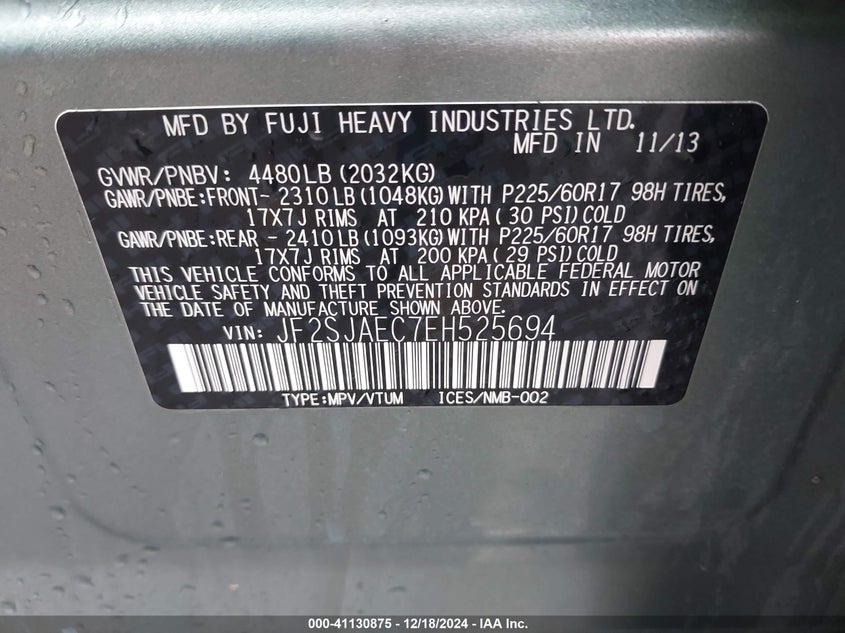 MFD BY FUJI HEAVY INDUSTRIES LTD.
MFD IN 11/13
GVWR/PNBV: 4480LB (2032KG)
GAWR/PNBE:FRONT- 2310LB (1048KG)WITH P225/60R17 98H TIRES,
17X7J RIMS AT 210 KPA ( 30 PSI)COLD
GAWR/PNBE:REAR - 2410LB (1093KG)WITH P225/60R17 98H TIRES,
17X7J RIMS AT 200 KPA ( 29 PSI)COLD
THIS VEHICLE CONFORMS TO ALL APPLICABLE FEDERAL MOTOR
VEHICLE SAFETY AND THEFT PREVENTION STANDARDS IN EFFECT ON
THE DATE OF MANUFACTURE SHOWN ABOVE.
VIN: JF2SJAEC7EH525694
TYPE:MPV/VTUM ICES/NMB-002
000-41130875 - 12/18/2024 - IAA Inc.